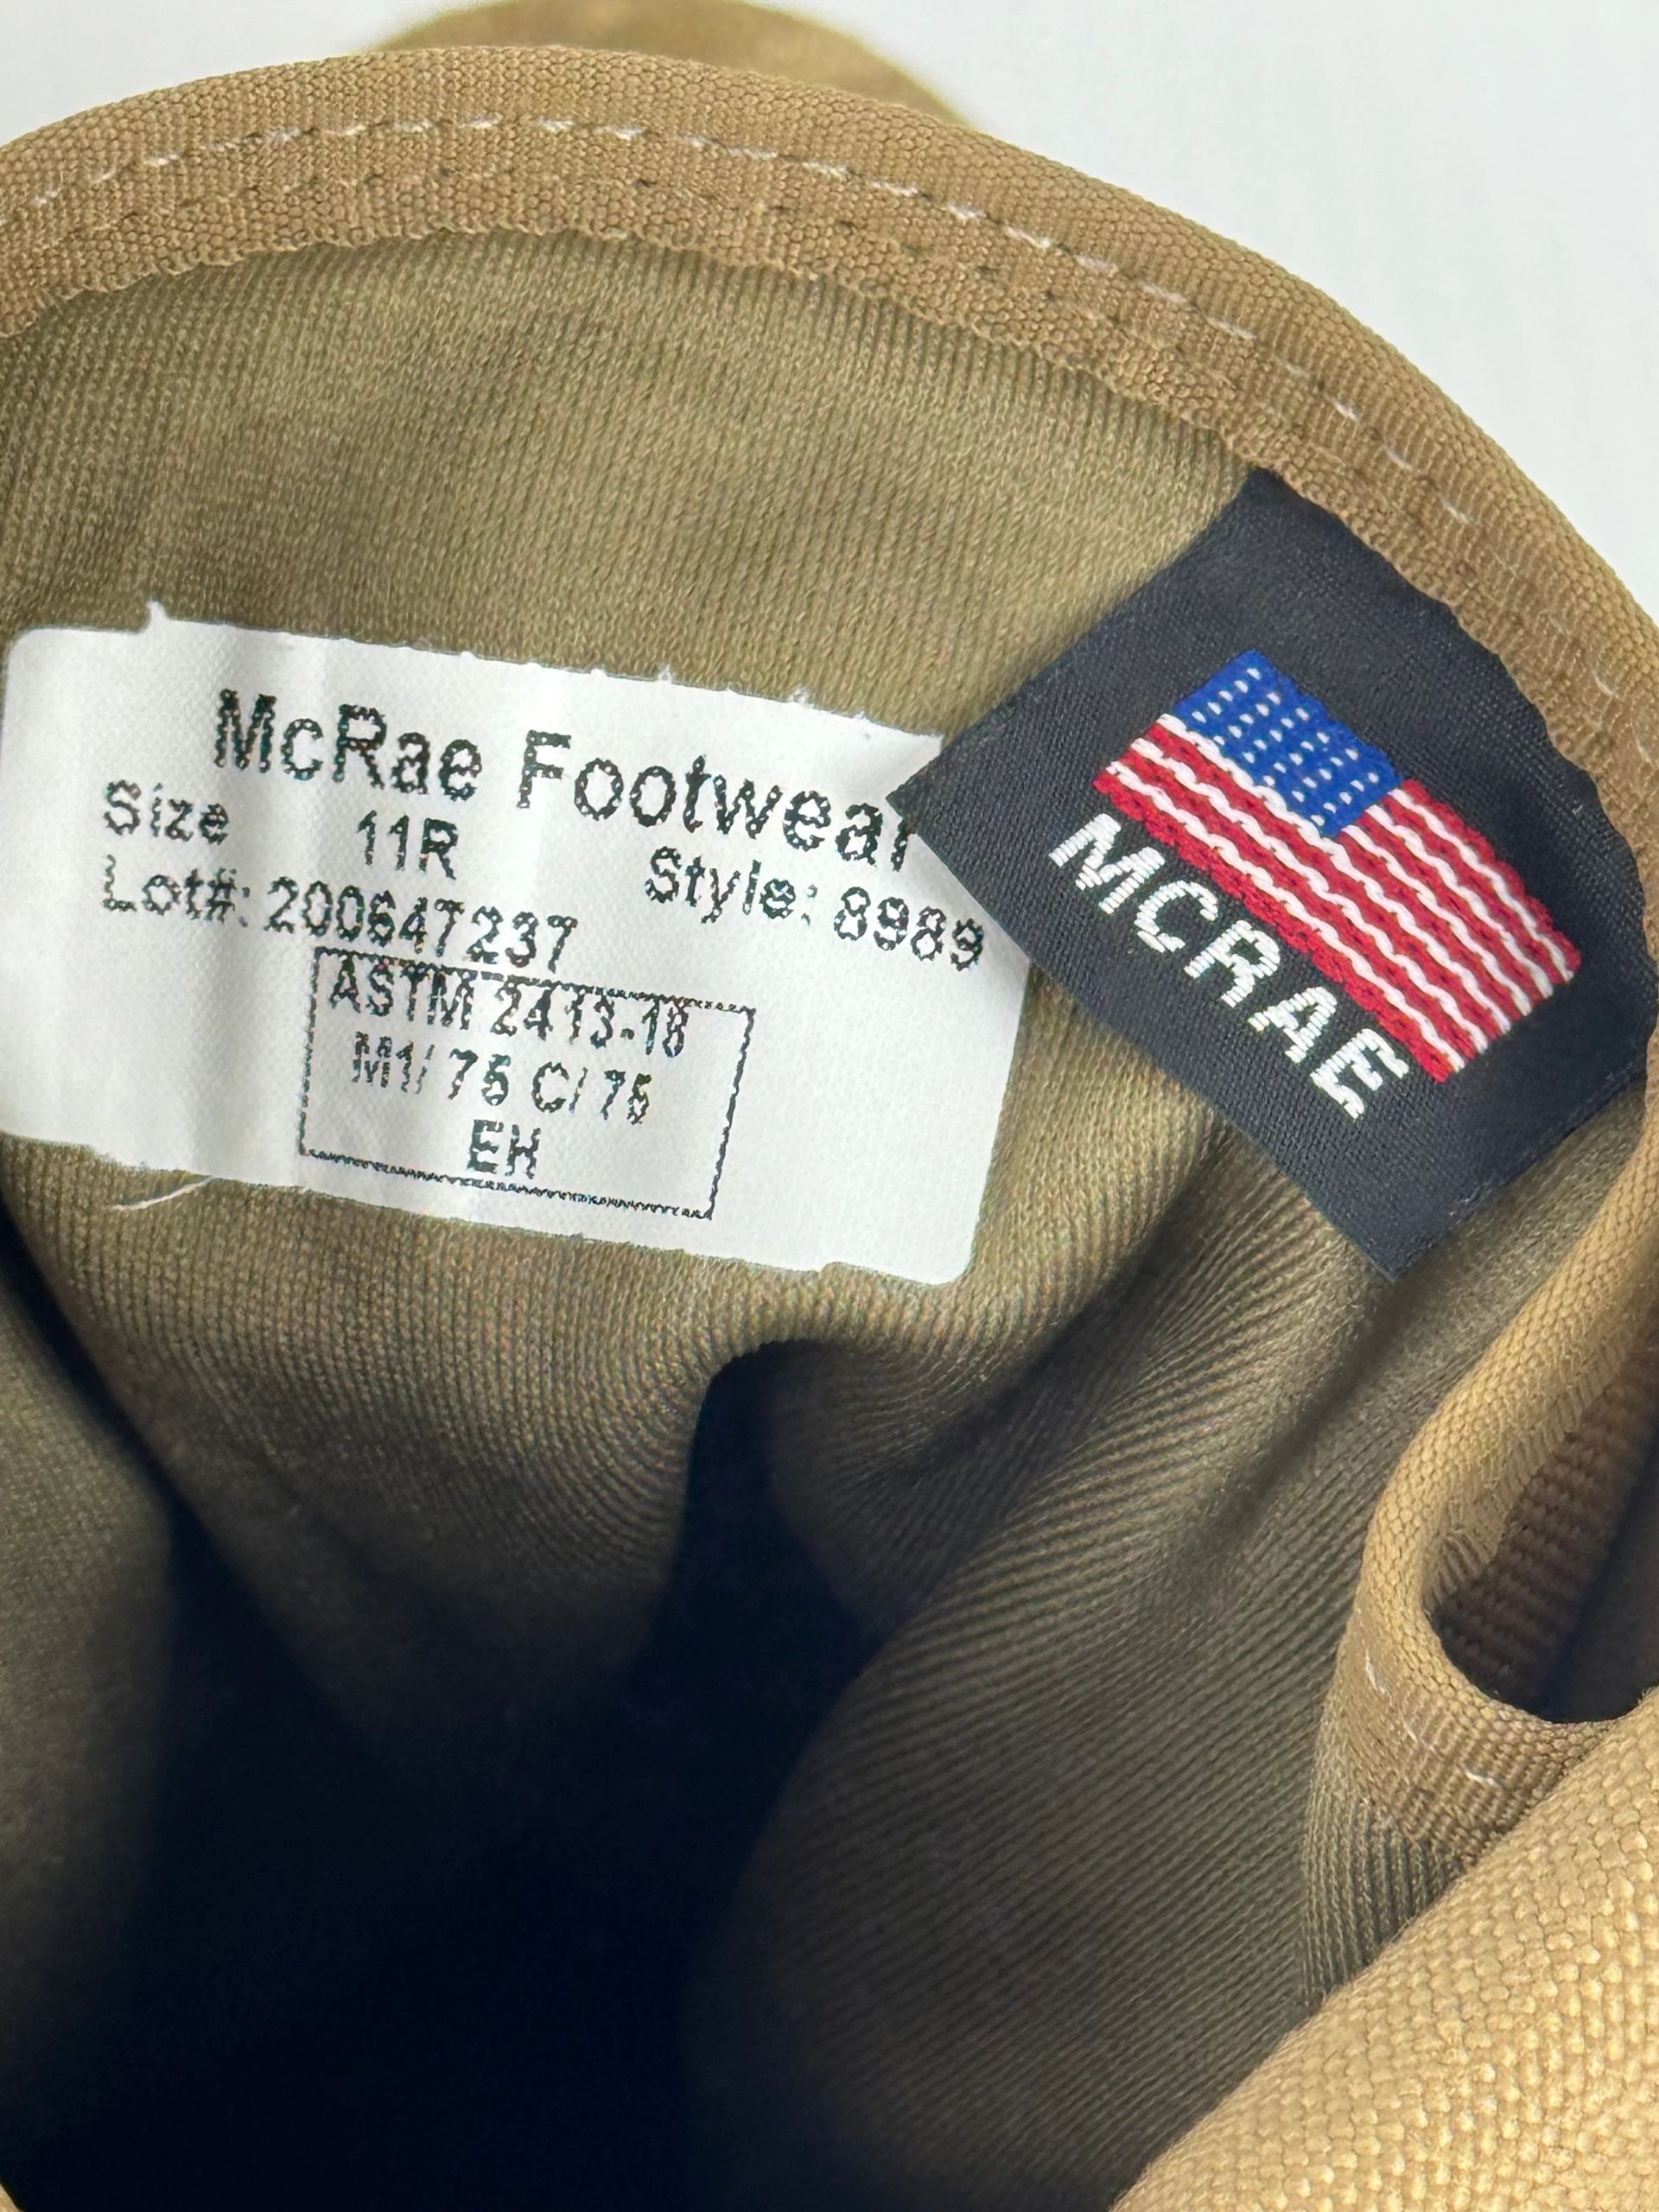 McRae Footwear
Size 11R
Style: 8989
Lot#: 200647237
ASTM 2413-18
M1/ 75 C/ 75
EH
MCRAE